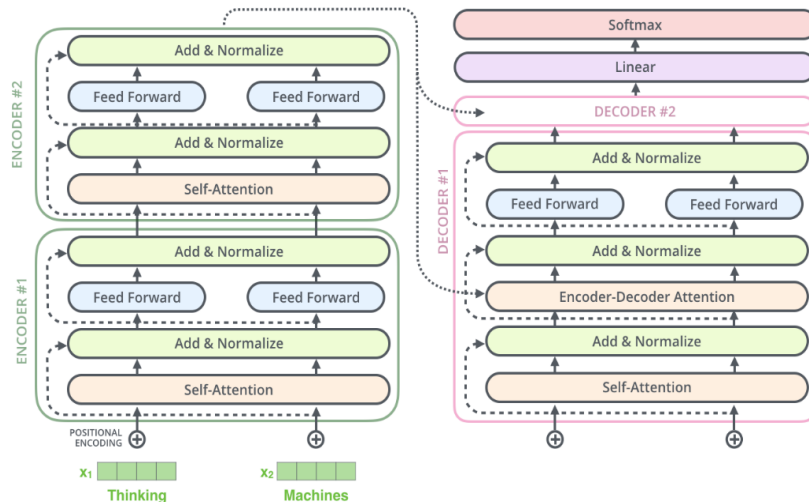 ENCODER #2
Add & Normalize
Feed Forward Feed Forward
Add & Normalize
Self-Attention
ENCODER #1
Add & Normalize
Feed Forward Feed Forward
Add & Normalize
Self-Attention
POSITIONAL
ENCODING
x1 x2
Thinking Machines
Softmax
Linear
DECODER #2
DECODER #1
Add & Normalize
Feed Forward Feed Forward
Add & Normalize
Encoder-Decoder Attention
Add & Normalize
Self-Attention